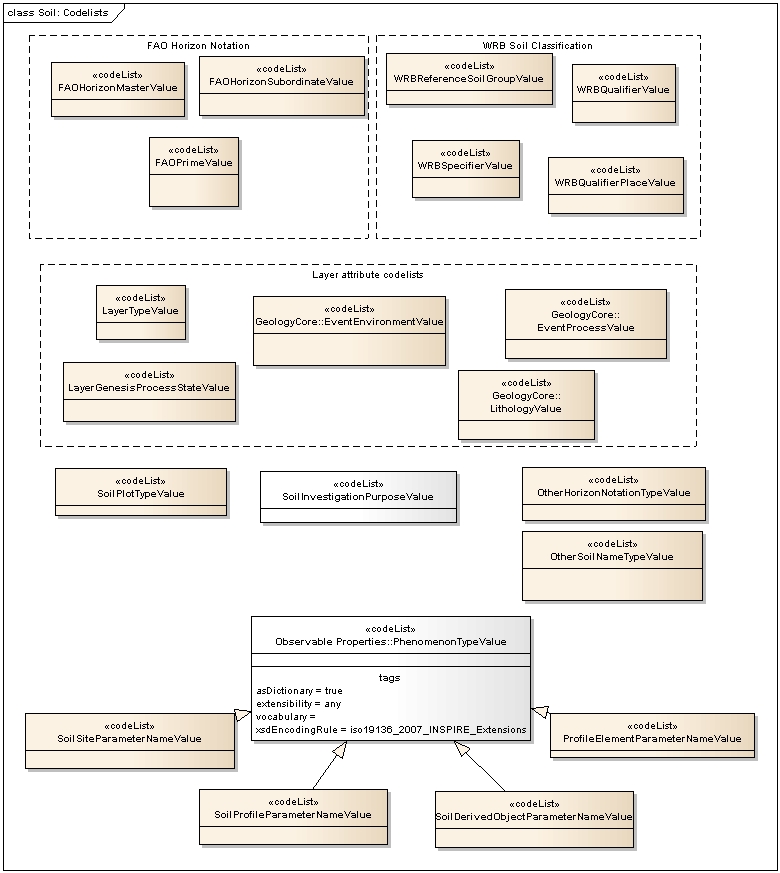 class Soil: Codelists
FAO Horizon Notation
«codeList»
FAOHorizonMasterValue
«codeList»
FAOHorizonSubordinateValue
«codeList»
FAOPrimeValue
WRB Soil Classification
«codeList»
WRBReferenceSoilGroupValue
«codeList»
WRBQualifierValue
«codeList»
WRBSpecifierValue
«codeList»
WRBQualifierPlaceValue
Layer attribute codelists
«codeList»
LayerTypeValue
«codeList»
GeologyCore::EventEnvironmentValue
«codeList»
GeologyCore::
EventProcessValue
«codeList»
LayerGenesisProcessStateValue
«codeList»
GeologyCore::
LithologyValue
«codeList»
SoilPlotTypeValue
«codeList»
SoilInvestigationPurposeValue
«codeList»
OtherHorizonNotationTypeValue
«codeList»
OtherSoilNameTypeValue
«codeList»
Observable Properties::PhenomenonTypeValue
tags
asDictionary = true
extensibility = any
vocabulary =
xsdEncodingRule = iso19136_2007_INSPIRE_Extensions
«codeList»
SoilSiteParameterNameValue
«codeList»
ProfileElementParameterNameValue
«codeList»
SoilProfileParameterNameValue
«codeList»
SoilDerivedObjectParameterNameValue